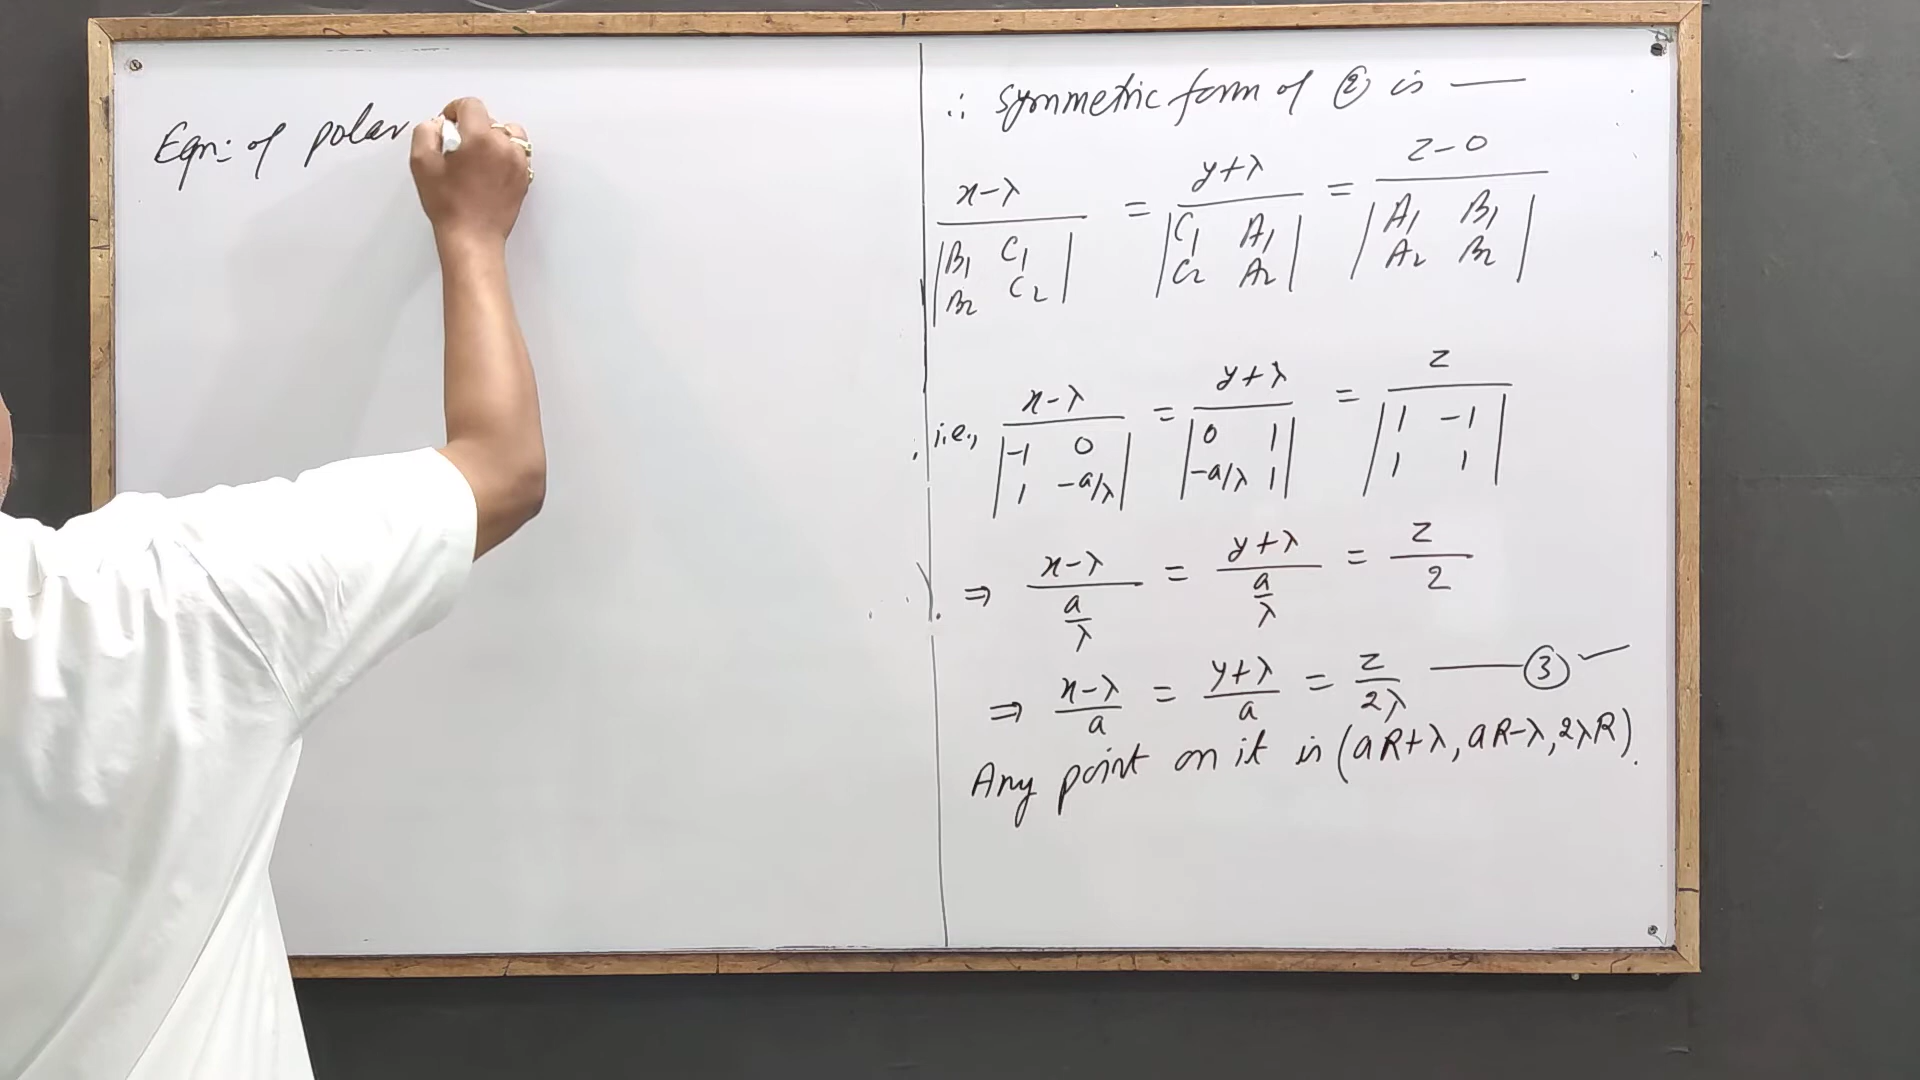 Eqn: of polar
∴ symmetric form of ② is —
x-λ / |B₁ C₁; B₂ C₂| = y+λ / |C₁ A₁; C₂ A₂| = z-0 / |A₁ B₁; A₂ B₂|
i.e., x-λ / |-1 0; 1 -a/λ| = y+λ / |0 1; -a/λ 1| = z / |1 -1; 1 1|
⇒ x-λ / (a/λ) = y+λ / (a/λ) = z / 2
⇒ x-λ / a = y+λ / a = z / 2λ — ③ ✓
Any point on it is (aR+λ, aR-λ, 2λR).